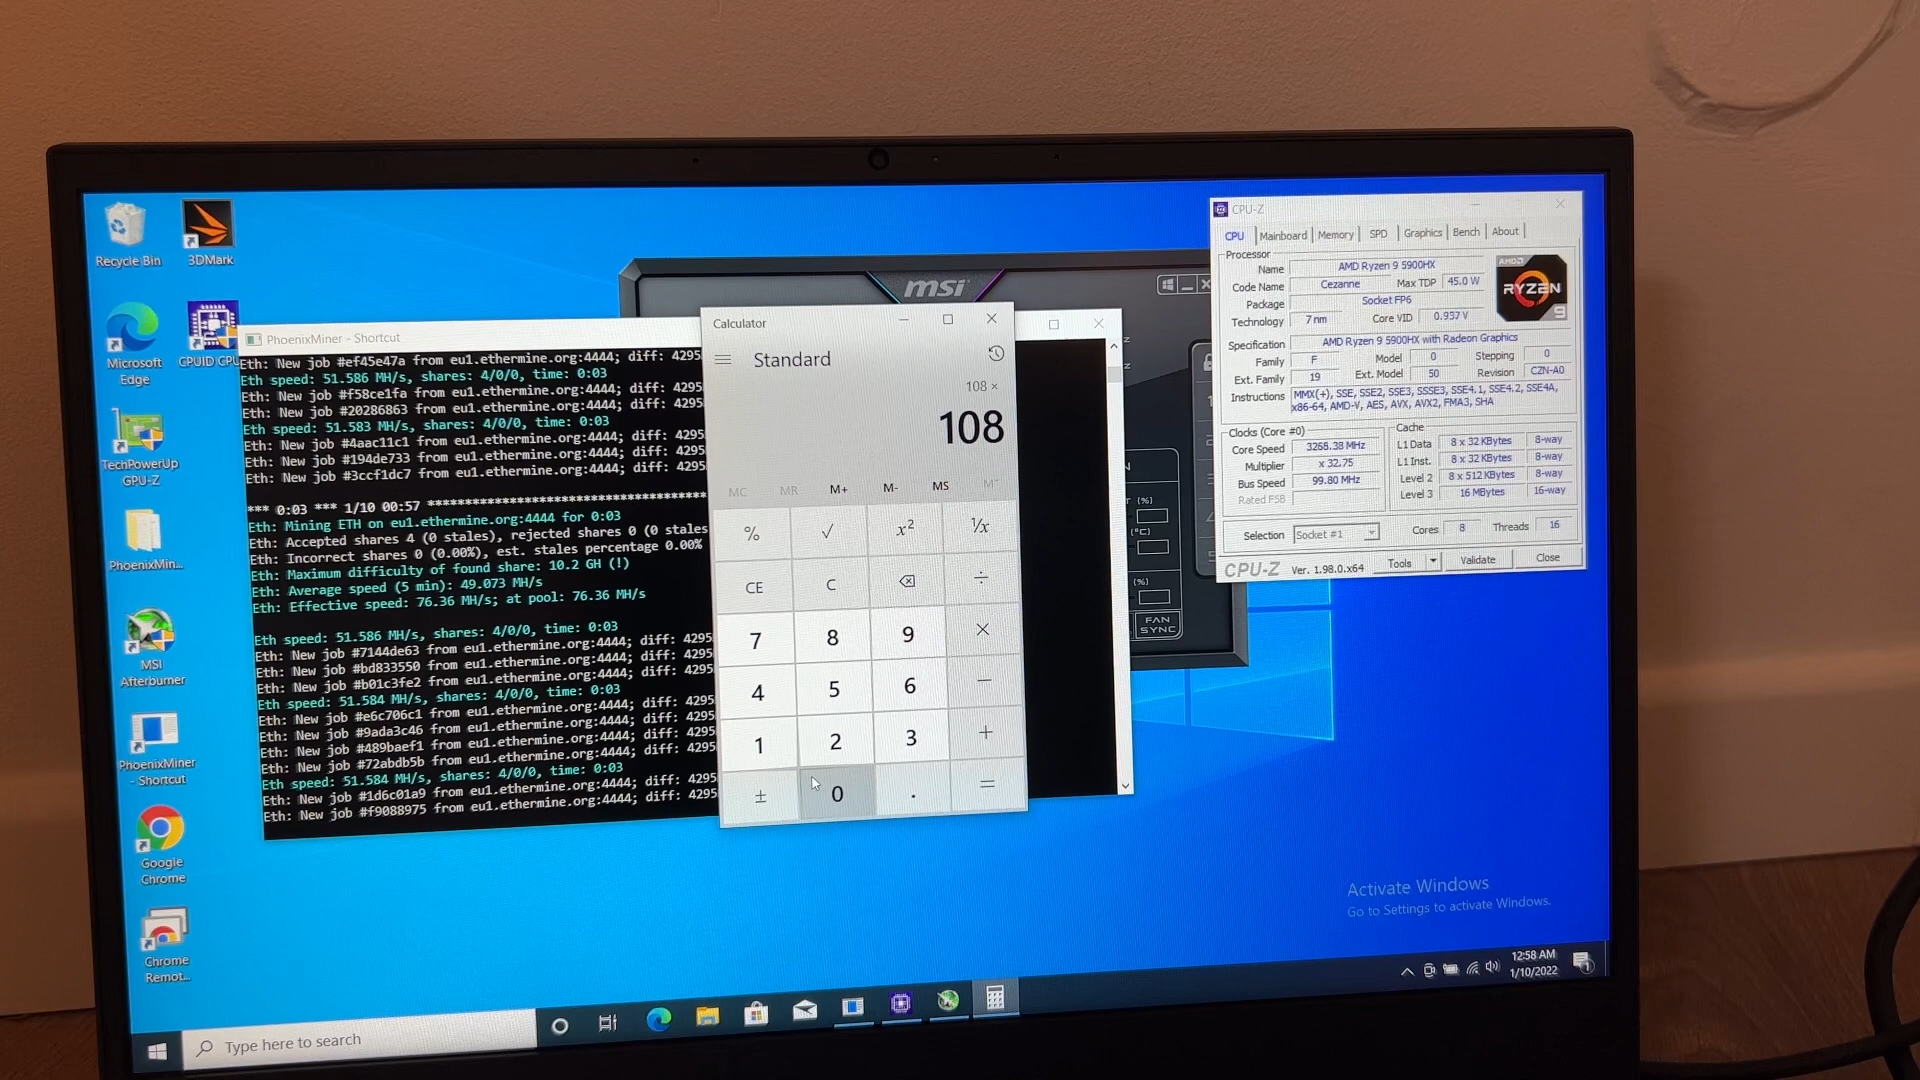 Recycle Bin
3DMark
Microsoft
Edge
CPUID CPU
TechPowerUp
GPU-Z
PhoenixMin...
MSI
Afterburner
PhoenixMiner
- Shortcut
Google
Chrome
Chrome
Remot...
PhoenixMiner - Shortcut
Eth: New job #ef45e47a from eu1.ethermine.org:4444; diff: 4295
Eth speed: 51.586 MH/s, shares: 4/0/0, time: 0:03
Eth: New job #f58ce1fa from eu1.ethermine.org:4444; diff: 4295
Eth: New job #20286863 from eu1.ethermine.org:4444; diff: 4295
Eth speed: 51.583 MH/s, shares: 4/0/0, time: 0:03
Eth: New job #4aac11c1 from eu1.ethermine.org:4444; diff: 4295
Eth: New job #194de733 from eu1.ethermine.org:4444; diff: 4295
Eth: New job #3ccf1dc7 from eu1.ethermine.org:4444; diff: 4295
*** 0:03 *** 1/10 00:57 **************************************
Eth: Mining ETH on eu1.ethermine.org:4444 for 0:03
Eth: Accepted shares 4 (0 stales), rejected shares 0 (0 stales
Eth: Incorrect shares 0 (0.00%), est. stales percentage 0.00%
Eth: Maximum difficulty of found share: 10.2 GH (!)
Eth: Average speed (5 min): 49.073 MH/s
Eth: Effective speed: 76.36 MH/s; at pool: 76.36 MH/s
Eth speed: 51.586 MH/s, shares: 4/0/0, time: 0:03
Eth: New job #7144de63 from eu1.ethermine.org:4444; diff: 4295
Eth: New job #bd833550 from eu1.ethermine.org:4444; diff: 4295
Eth: New job #b01c3fe2 from eu1.ethermine.org:4444; diff: 4295
Eth speed: 51.584 MH/s, shares: 4/0/0, time: 0:03
Eth: New job #e6c706c1 from eu1.ethermine.org:4444; diff: 4295
Eth: New job #9ada3c46 from eu1.ethermine.org:4444; diff: 4295
Eth: New job #489baef1 from eu1.ethermine.org:4444; diff: 4295
Eth: New job #72abdb5b from eu1.ethermine.org:4444; diff: 4295
Eth speed: 51.584 MH/s, shares: 4/0/0, time: 0:03
Eth: New job #1d6c01a9 from eu1.ethermine.org:4444; diff: 4295
Eth: New job #f9088975 from eu1.ethermine.org:4444; diff: 4295
msi
(%)
(°C)
(%)
FAN
SYNC
Calculator
Standard
108 ×
108
MC MR M+ M- MS M˅
% √ x² ¹/x
CE C ÷
7 8 9 ×
4 5 6 −
1 2 3 +
± 0 . =
CPU-Z
CPU Mainboard Memory SPD Graphics Bench About
Processor
Name AMD Ryzen 9 5900HX
Code Name Cezanne Max TDP 45.0 W
Package Socket FP6
Technology 7 nm Core VID 0.937 V
AMD
RYZEN
9
Specification AMD Ryzen 9 5900HX with Radeon Graphics
Family F Model 0 Stepping 0
Ext. Family 19 Ext. Model 50 Revision CZN-A0
Instructions MMX(+), SSE, SSE2, SSE3, SSSE3, SSE4.1, SSE4.2, SSE4A,
x86-64, AMD-V, AES, AVX, AVX2, FMA3, SHA
Clocks (Core #0)
Core Speed 3268.38 MHz
Multiplier x 32.75
Bus Speed 99.80 MHz
Rated FSB
Cache
L1 Data 8 x 32 KBytes 8-way
L1 Inst. 8 x 32 KBytes 8-way
Level 2 8 x 512 KBytes 8-way
Level 3 16 MBytes 16-way
Selection Socket #1 Cores 8 Threads 16
CPU-Z Ver. 1.98.0.x64 Tools Validate Close
Activate Windows
Go to Settings to activate Windows.
Type here to search
12:58 AM
1/10/2022
1